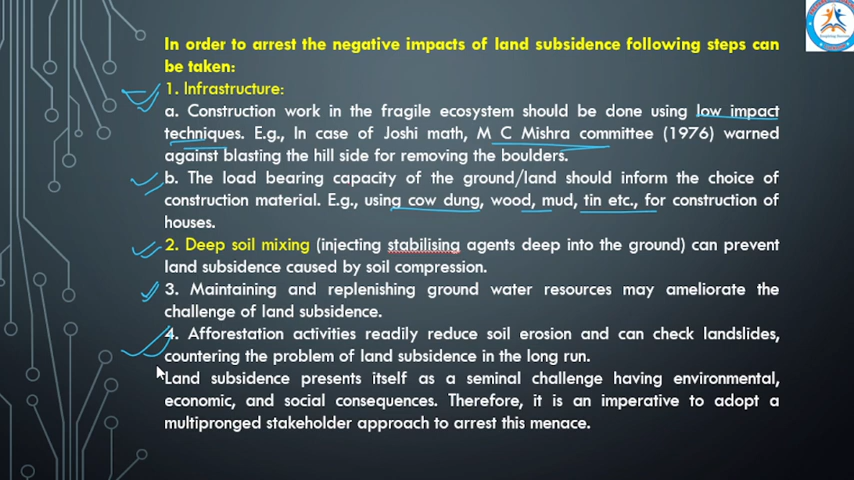 In order to arrest the negative impacts of land subsidence following steps can
be taken:
1. Infrastructure:
a. Construction work in the fragile ecosystem should be done using low impact
techniques. E.g., In case of Joshi math, M C Mishra committee (1976) warned
against blasting the hill side for removing the boulders.
b. The load bearing capacity of the ground/land should inform the choice of
construction material. E.g., using cow dung, wood, mud, tin etc., for construction of
houses.
2. Deep soil mixing (injecting stabilising agents deep into the ground) can prevent
land subsidence caused by soil compression.
3. Maintaining and replenishing ground water resources may ameliorate the
challenge of land subsidence.
4. Afforestation activities readily reduce soil erosion and can check landslides,
countering the problem of land subsidence in the long run.
Land subsidence presents itself as a seminal challenge having environmental,
economic, and social consequences. Therefore, it is an imperative to adopt a
multipronged stakeholder approach to arrest this menace.